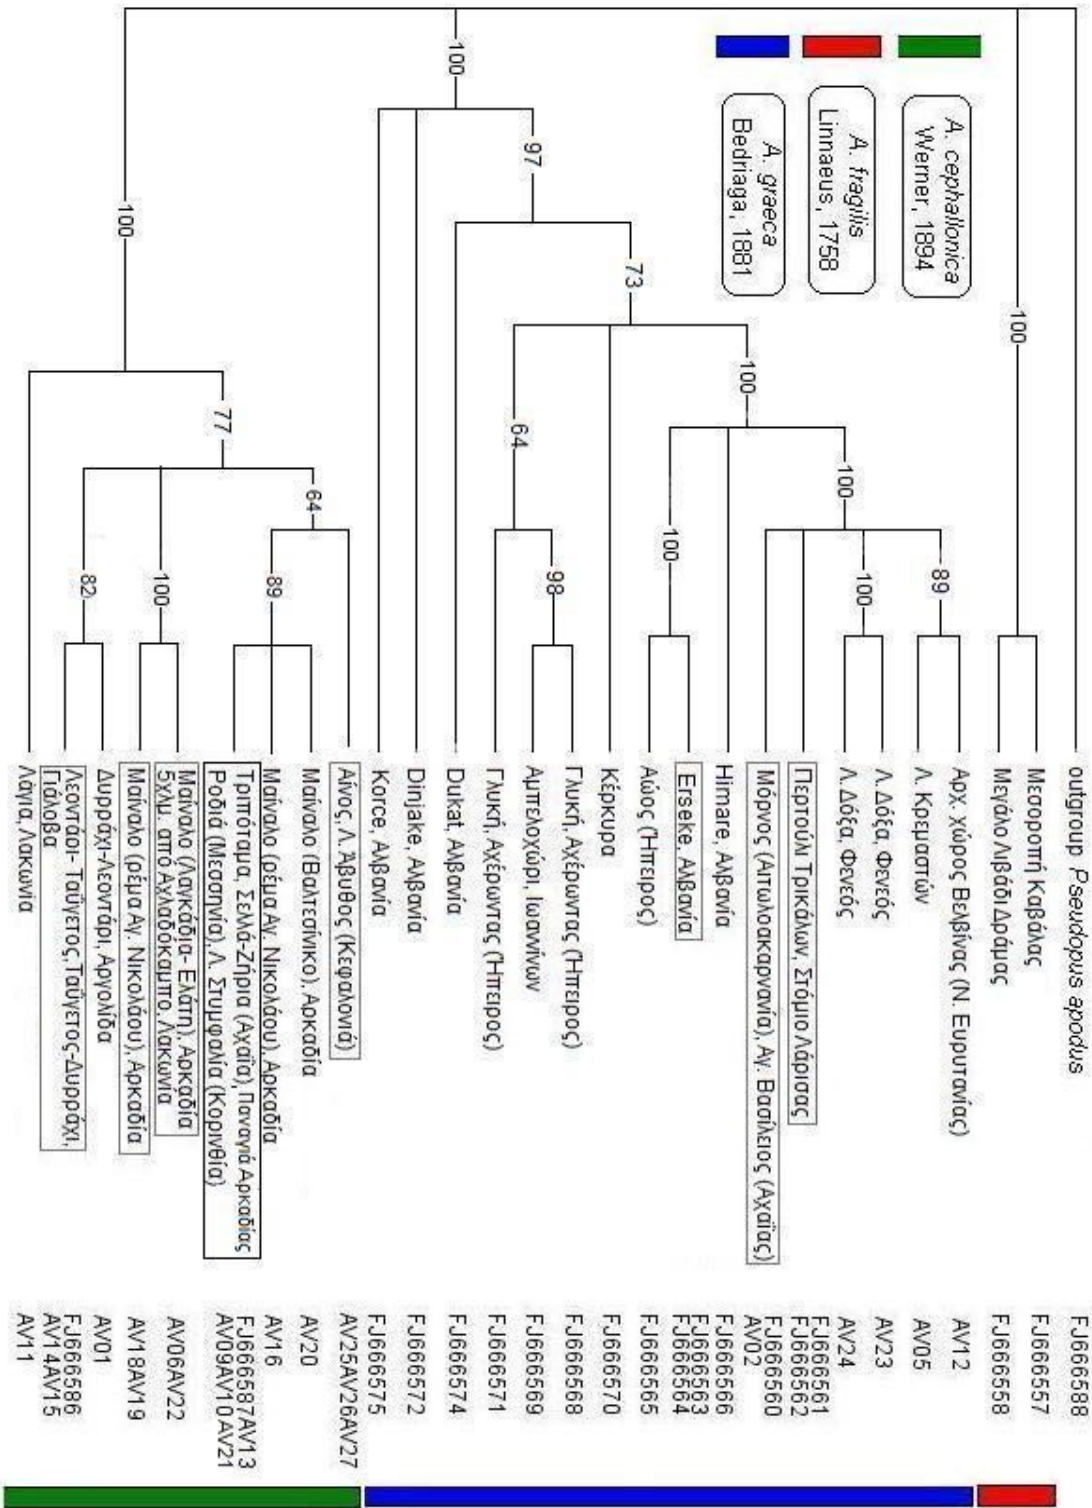 outgroup Pseudopus apodus
FJ666588
Μεσοροπή Καβάλας
FJ666557
Μεγάλο Λιβάδι Δράμας
FJ666558
Αρχ. χώρος Βελβίνας (Ν. Ευρυτανίας)
AV12
Λ. Κρεμαστών
AV05
Λ. Δόξα, Φενεός
AV23
Λ. Δόξα, Φενεός
AV24
Περτούλι Τρικάλων, Στόμιο Λάρισας
FJ666561
FJ666562
Μόρνος (Αιτωλοακαρνανία), Αγ. Βασίλειος (Αχαΐας)
FJ666560
AV02
Himare, Αλβανία
FJ666566
Erseke, Αλβανία
FJ666563
FJ666564
Αώος (Ήπειρος)
FJ666565
Κέρκυρα
FJ666570
Γλυκή, Αχέρωντας (Ήπειρος)
FJ666568
Αμπελοχώρι, Ιωαννίνων
FJ666569
Γλυκή, Αχέρωντας (Ήπειρος)
FJ666571
Dukat, Αλβανία
FJ666574
Dinjake, Αλβανία
FJ666572
Korce, Αλβανία
FJ666575
Αίνος, Λ. Άβυθος (Κεφαλονιά)
AV25AV26AV27
Μαίναλο (Βαλτεσίνικο), Αρκαδία
AV20
Μαίναλο (ρέμα Αγ. Νικολάου), Αρκαδία
AV16
Τριπόταμα, Σελλά-Ζήρια (Αχαΐα), Παναγιά Αρκαδίας
Ροδιά (Μεσσηνία), Λ. Στυμφαλία (Κορινθία)
FJ666587AV13
AV09AV10AV21
Μαίναλο (Λαγκάδια- Ελάτη), Αρκαδία
5χλμ. από Αχλαδόκαμπο, Λακωνία
AV06AV22
Μαίναλο (ρέμα Αγ. Νικολάου), Αρκαδία
AV18AV19
Δυρράχι-Λεοντάρι, Αργολίδα
AV01
Λεοντάρι- Ταΰγετος,Ταΰγετος-Δυρράχι,
Γιάλοβα
FJ666586
AV14AV15
Λάγια, Λακωνία
AV11
A. cephallonica
Werner, 1894
A. fragilis
Linnaeus, 1758
A. graeca
Bedriaga, 1881
100
100
97
73
100
100
89
100
100
64
98
100
77
64
89
100
82